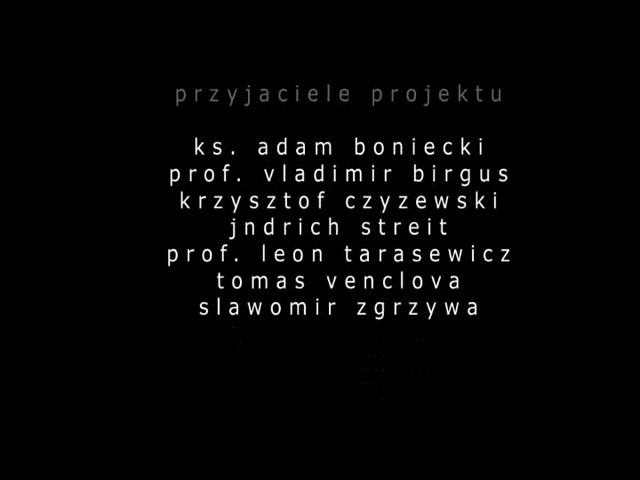 przyjaciele projektu
ks. adam boniecki
prof. vladimir birgus
krzysztof czyzewski
jndrich streit
prof. leon tarasewicz
tomas venclova
slawomir zgrzywa